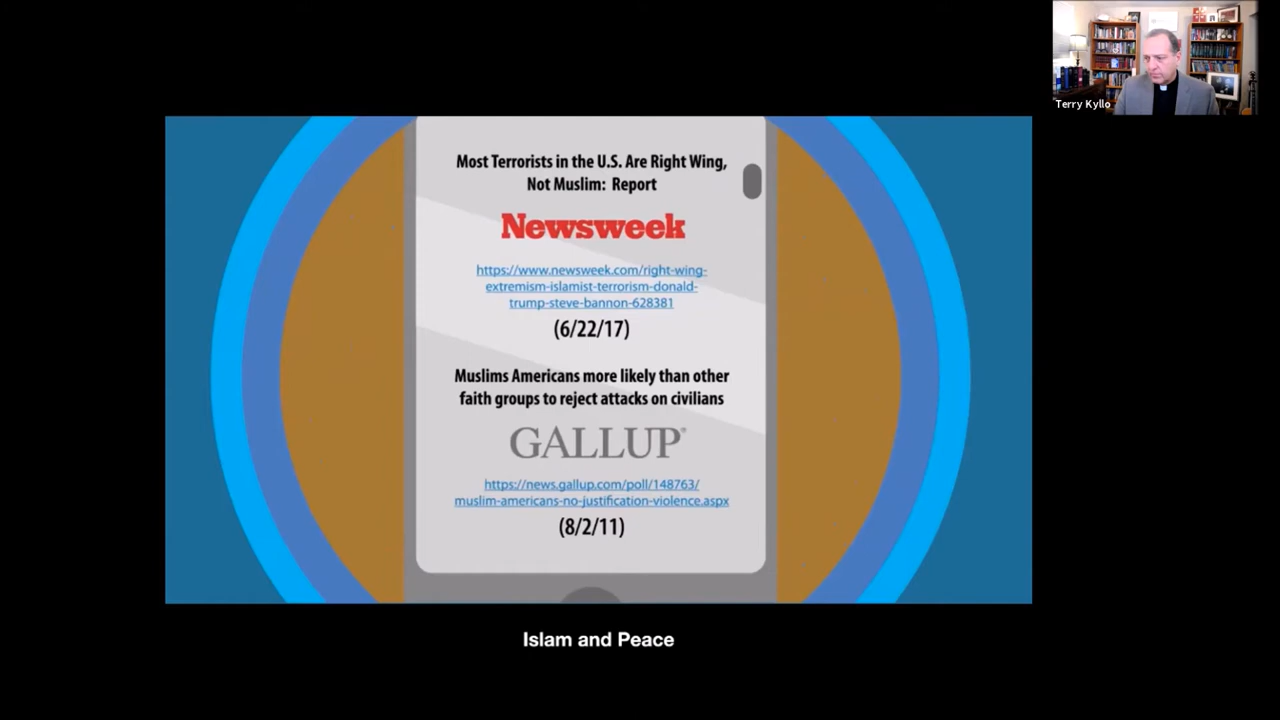 Terry Kyllo
Most Terrorists in the U.S. Are Right Wing,
Not Muslim: Report
Newsweek
https://www.newsweek.com/right-wing-
extremism-islamist-terrorism-donald-
trump-steve-bannon-628381
(6/22/17)
Muslims Americans more likely than other
faith groups to reject attacks on civilians
GALLUP®
https://news.gallup.com/poll/148763/
muslim-americans-no-justification-violence.aspx
(8/2/11)
Islam and Peace